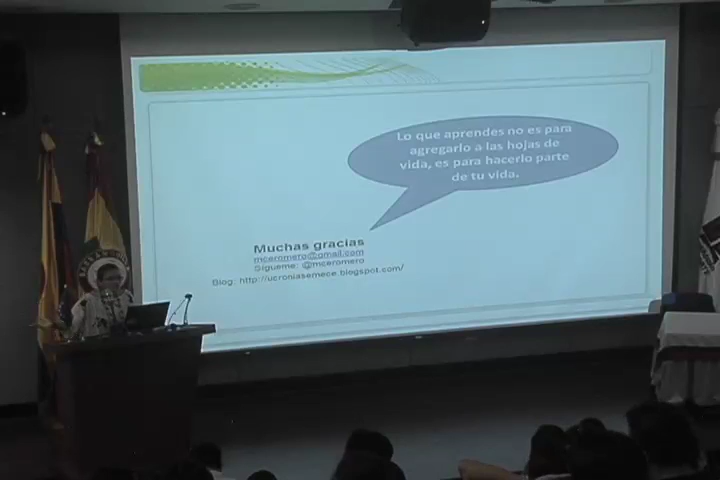 Lo que aprendes no es para
agregarlo a las hojas de
vida, es para hacerlo parte
de tu vida.
Muchas gracias
mceromero@gmail.com
Sígueme: @mceromero
Blog: http://ucroniasemece.blogspot.com/